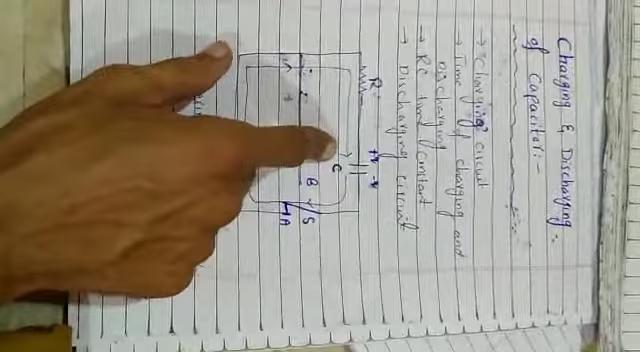 Charging & Discharging
of Capacitor:-
→ Charging circuit
→ Time of charging and
Discharging
→ RC time constant
→ Discharging circuit
R
+V -V
C
B
S
A